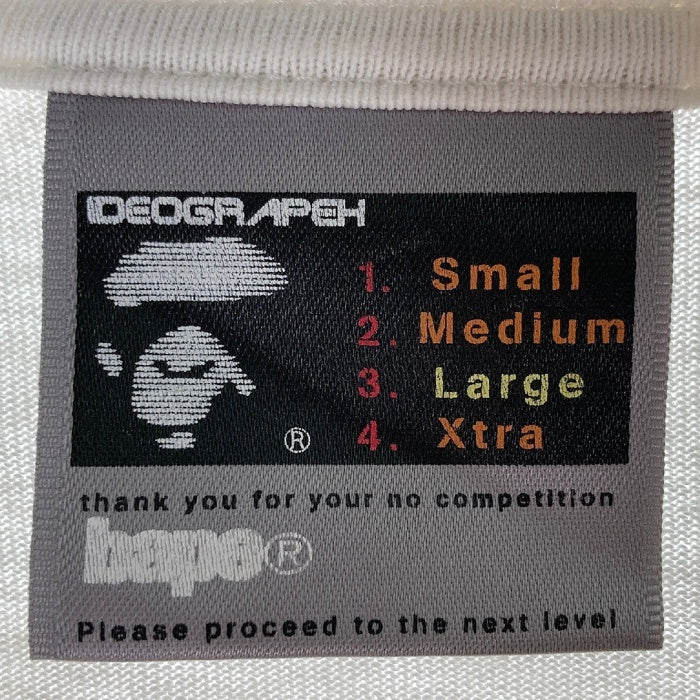 IDEOGRAPEH
1. Small
2. Medium
3. Large
4. Xtra
®
thank you for your no competition
bape®
Please proceed to the next level